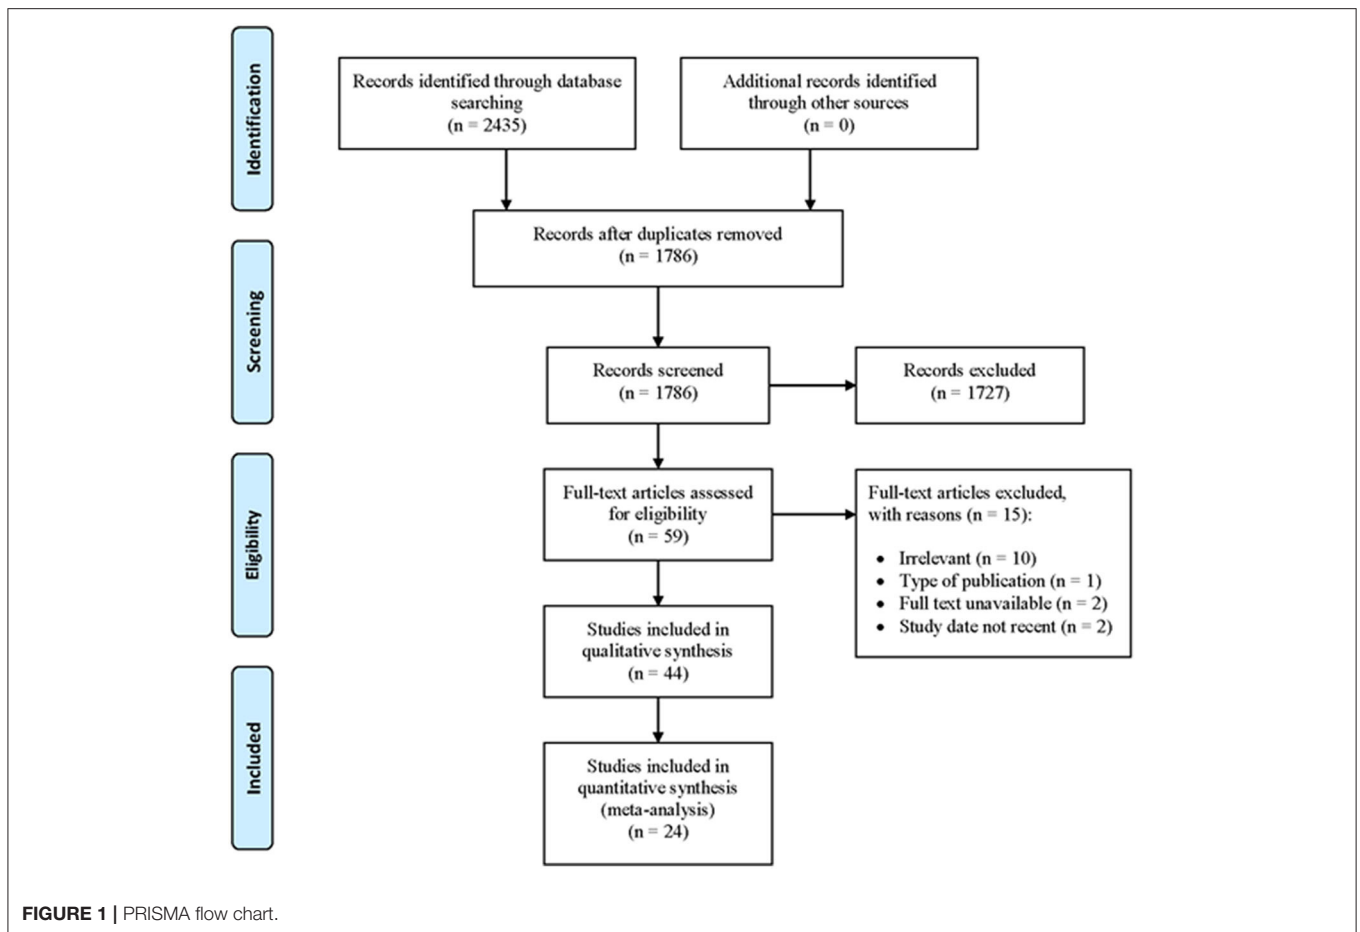 Identification
Records identified through database
searching
(n = 2435)
Additional records identified
through other sources
(n = 0)
Records after duplicates removed
(n = 1786)
Screening
Records screened
(n = 1786)
Records excluded
(n = 1727)
Eligibility
Full-text articles assessed
for eligibility
(n = 59)
Full-text articles excluded,
with reasons (n = 15):
• Irrelevant (n = 10)
• Type of publication (n = 1)
• Full text unavailable (n = 2)
• Study date not recent (n = 2)
Studies included in
qualitative synthesis
(n = 44)
Included
Studies included in
quantitative synthesis
(meta-analysis)
(n = 24)
FIGURE 1 | PRISMA flow chart.